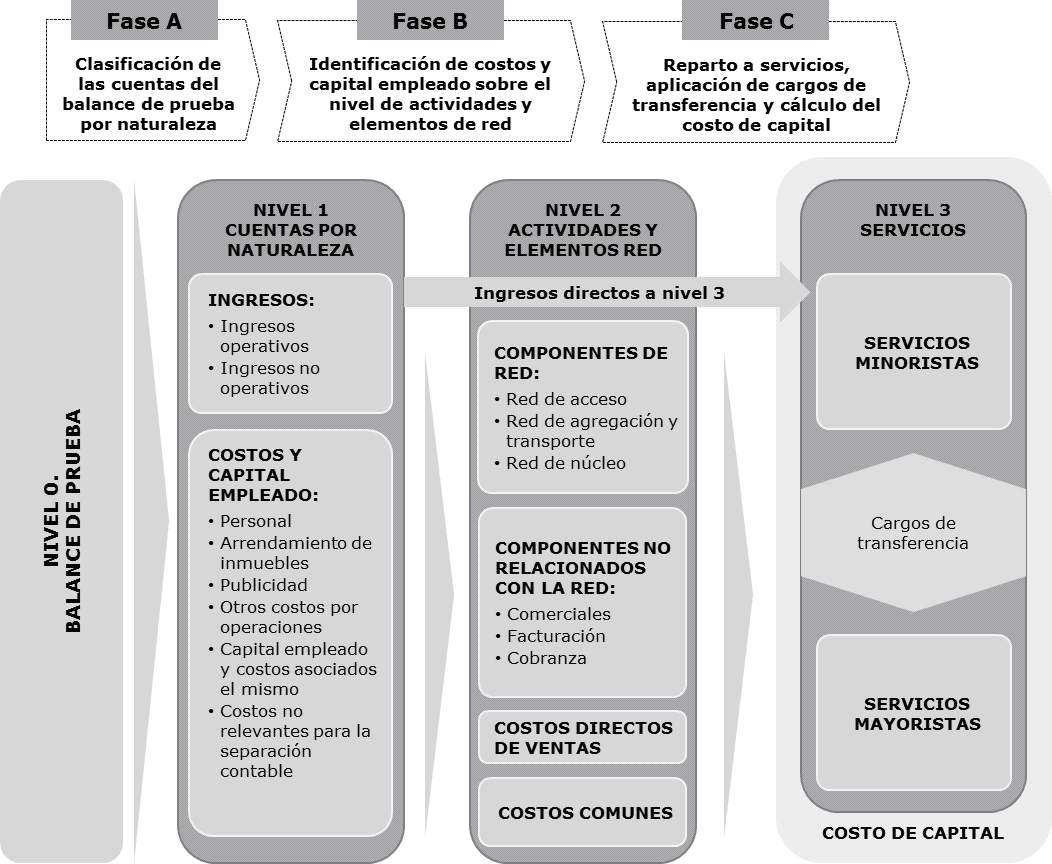 Fase A
Clasificación de
las cuentas del
balance de prueba
por naturaleza
Fase B
Identificación de costos y
capital empleado sobre el
nivel de actividades y
elementos de red
Fase C
Reparto a servicios,
aplicación de cargos de
transferencia y cálculo del
costo de capital
NIVEL 0.
BALANCE DE PRUEBA
NIVEL 1
CUENTAS POR
NATURALEZA
INGRESOS:
• Ingresos
operativos
• Ingresos no
operativos
COSTOS Y
CAPITAL
EMPLEADO:
• Personal
• Arrendamiento de
inmuebles
• Publicidad
• Otros costos por
operaciones
• Capital empleado
y costos asociados
el mismo
• Costos no
relevantes para la
separación
contable
NIVEL 2
ACTIVIDADES Y
ELEMENTOS RED
Ingresos directos a nivel 3
COMPONENTES DE
RED:
• Red de acceso
• Red de agregación y
transporte
• Red de núcleo
COMPONENTES NO
RELACIONADOS
CON LA RED:
• Comerciales
• Facturación
• Cobranza
COSTOS DIRECTOS
DE VENTAS
COSTOS COMUNES
NIVEL 3
SERVICIOS
SERVICIOS
MINORISTAS
Cargos de
transferencia
SERVICIOS
MAYORISTAS
COSTO DE CAPITAL